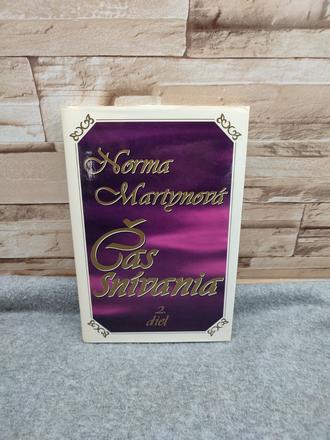 Norma
Martynová
Čas
Snívania
2.
diel